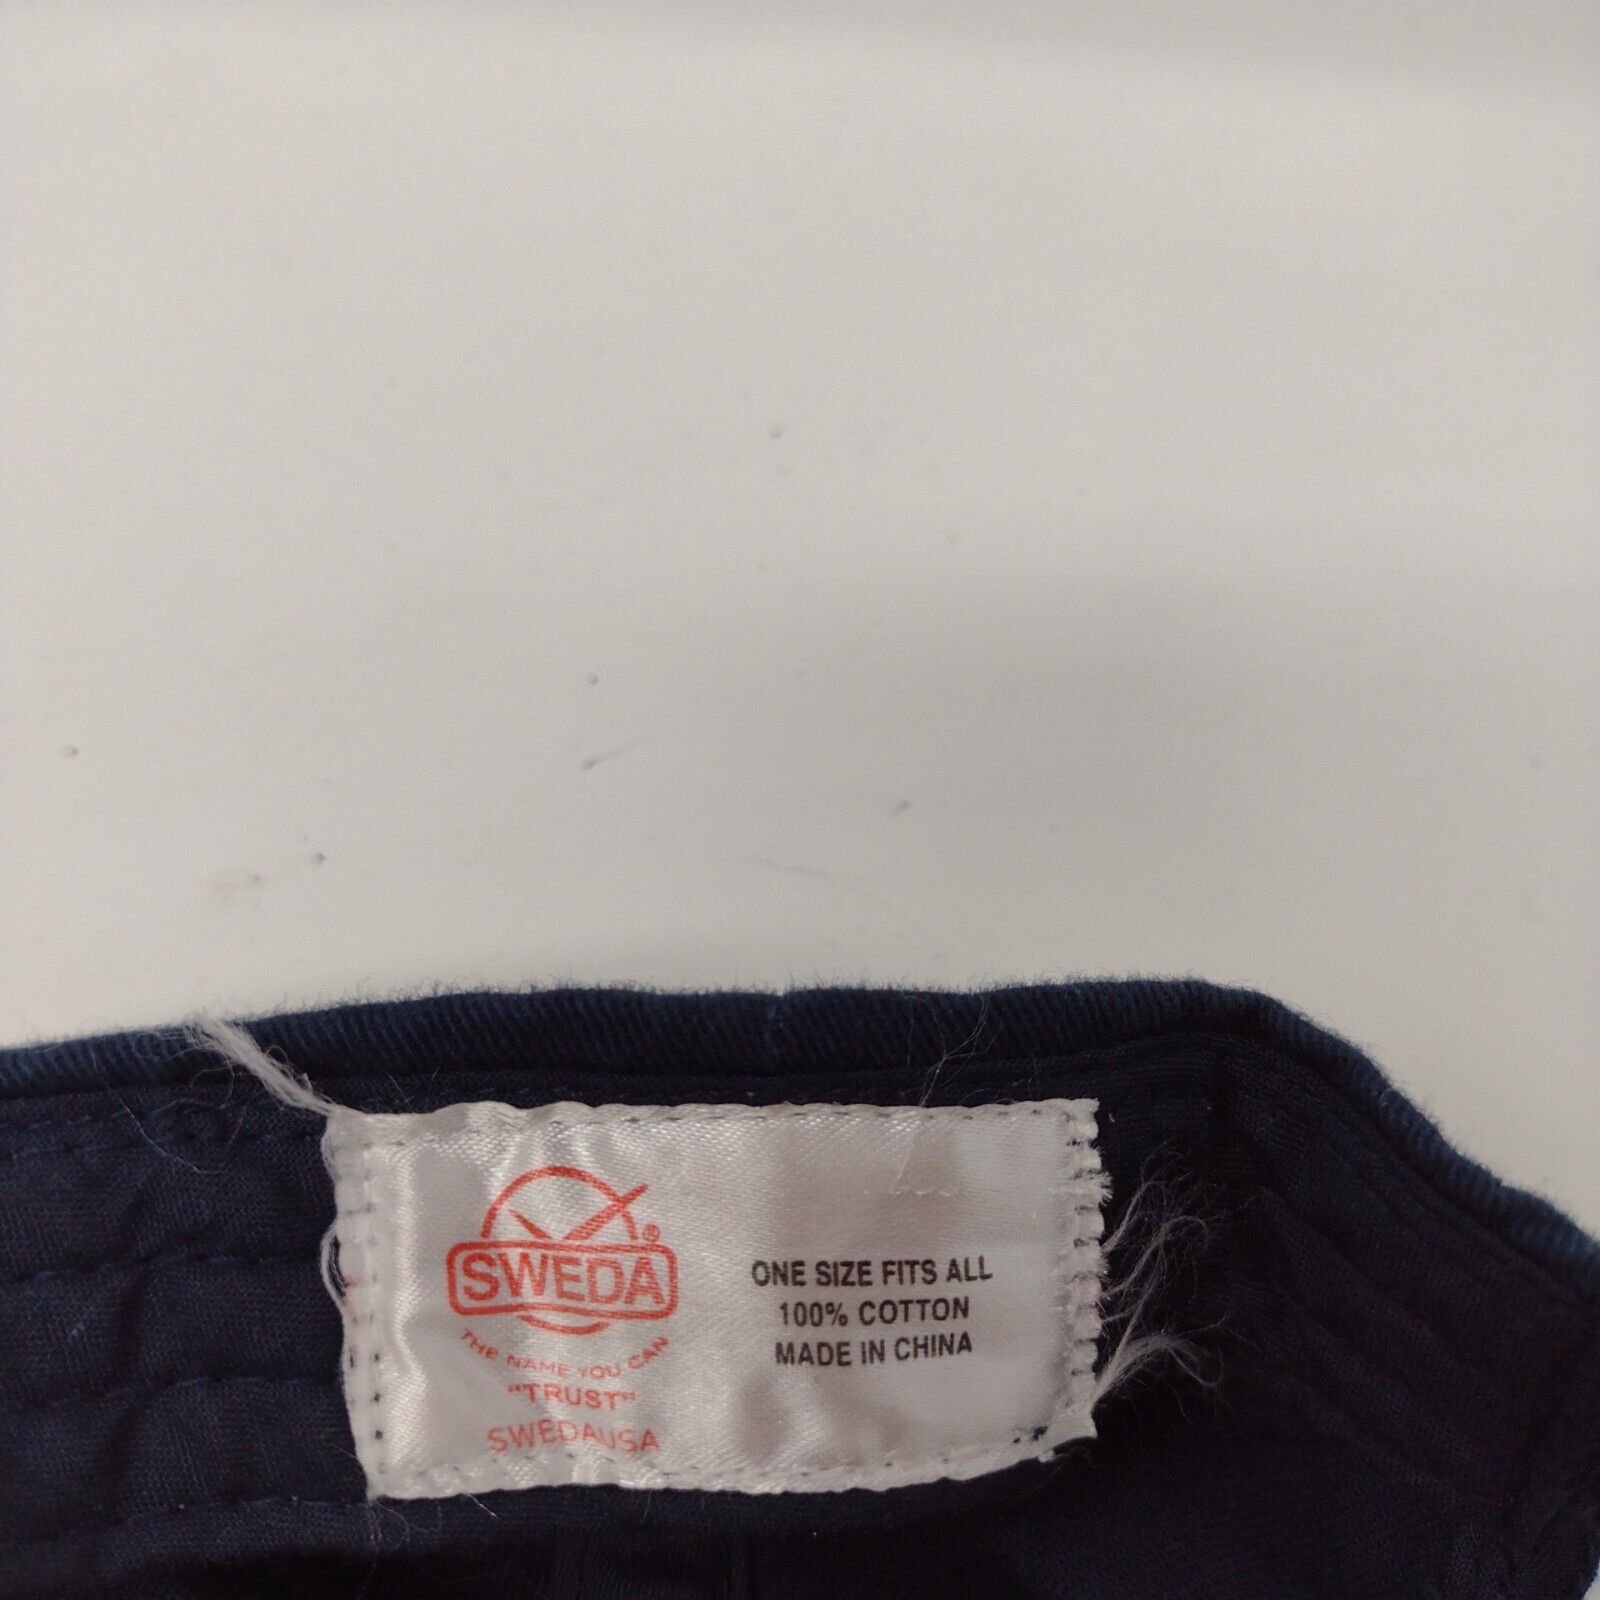 SWEDA®
THE NAME YOU CAN
"TRUST"
SWEDAUSA
ONE SIZE FITS ALL
100% COTTON
MADE IN CHINA